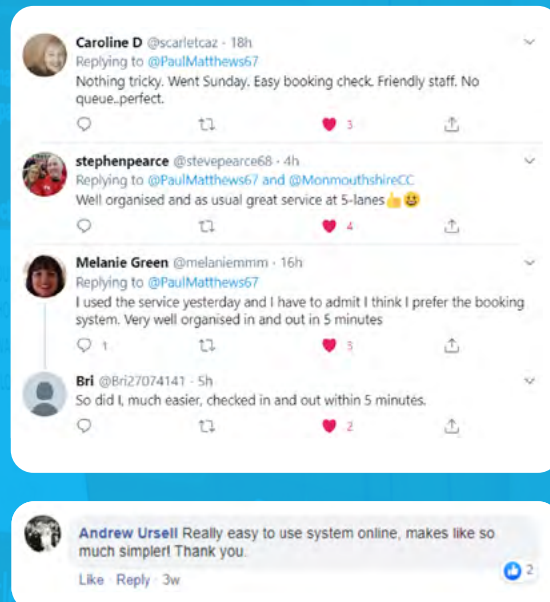 Caroline D @scarletcaz · 18h
Replying to @PaulMatthews67
Nothing tricky. Went Sunday. Easy booking check. Friendly staff. No
queue..perfect.
3
stephenpearce @stevepearce68 · 4h
Replying to @PaulMatthews67 and @MonmouthshireCC
Well organised and as usual great service at 5-lanes👍😀
4
Melanie Green @melaniemmm · 16h
Replying to @PaulMatthews67
I used the service yesterday and I have to admit I think I prefer the booking
system. Very well organised in and out in 5 minutes
1
Bri @Bri27074141 · 5h
So did I, much easier, checked in and out within 5 minutes.
2
Andrew Ursell Really easy to use system online, makes like so
much simpler! Thank you.
Like · Reply · 3w
2